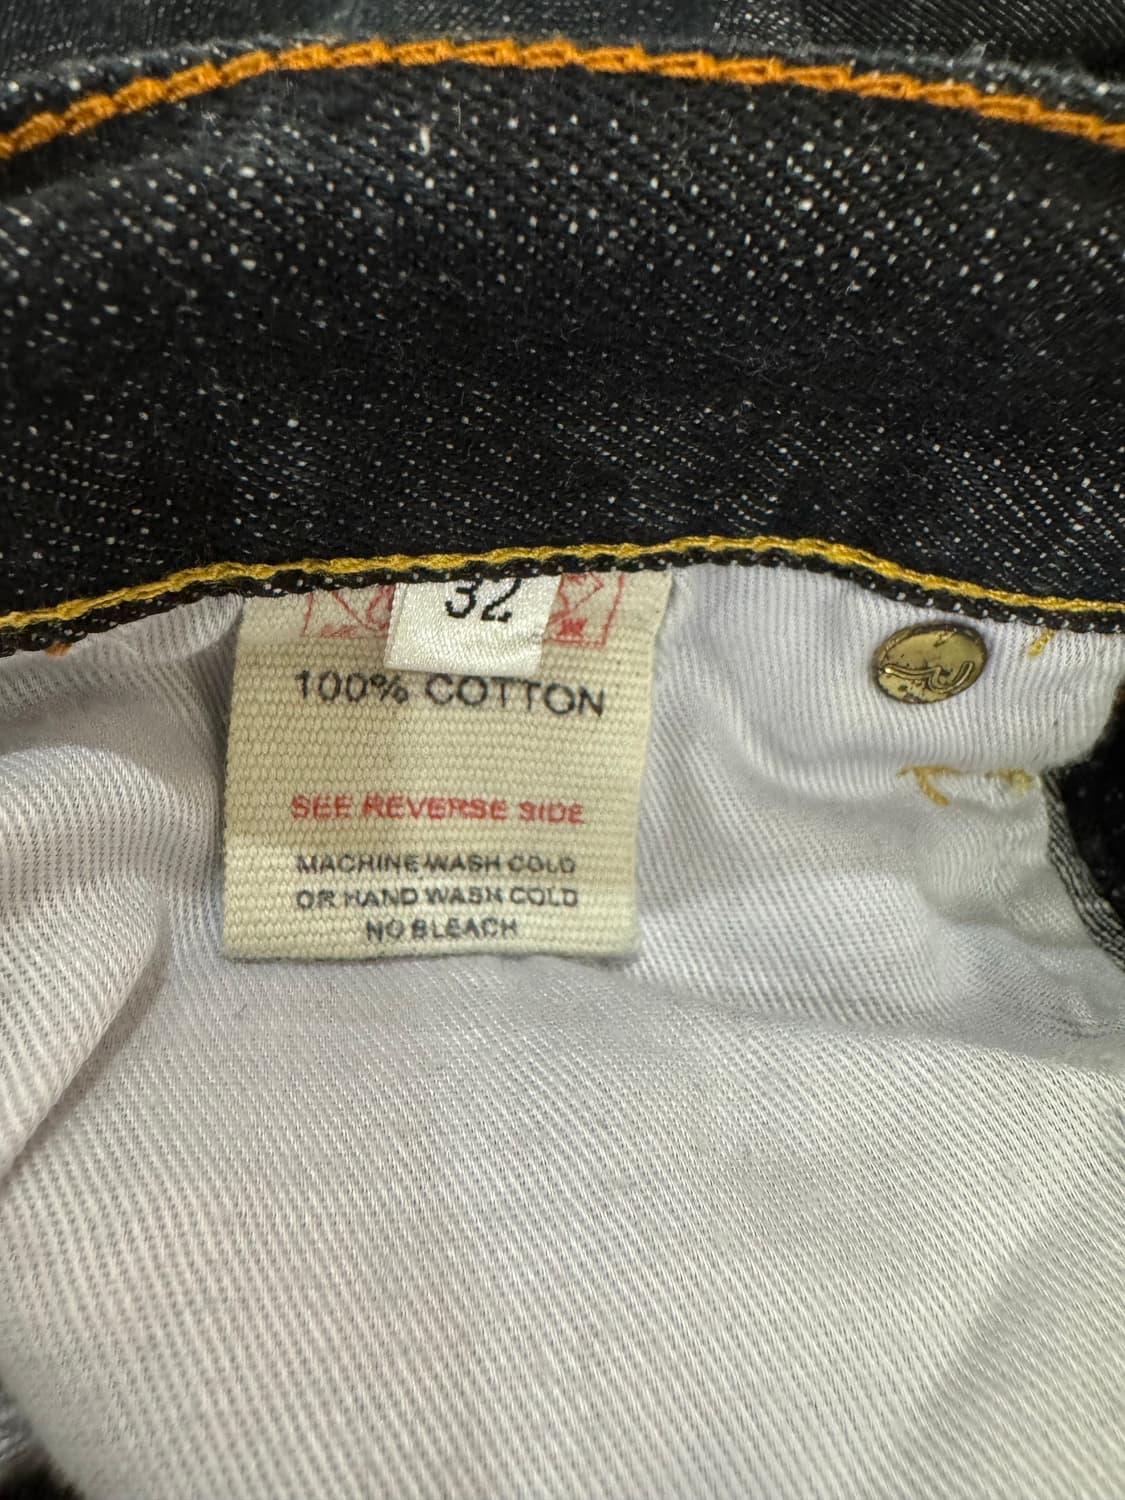 32
100% COTTON
SEE REVERSE SIDE
MACHINE WASH COLD
OR HAND WASH COLD
NO BLEACH